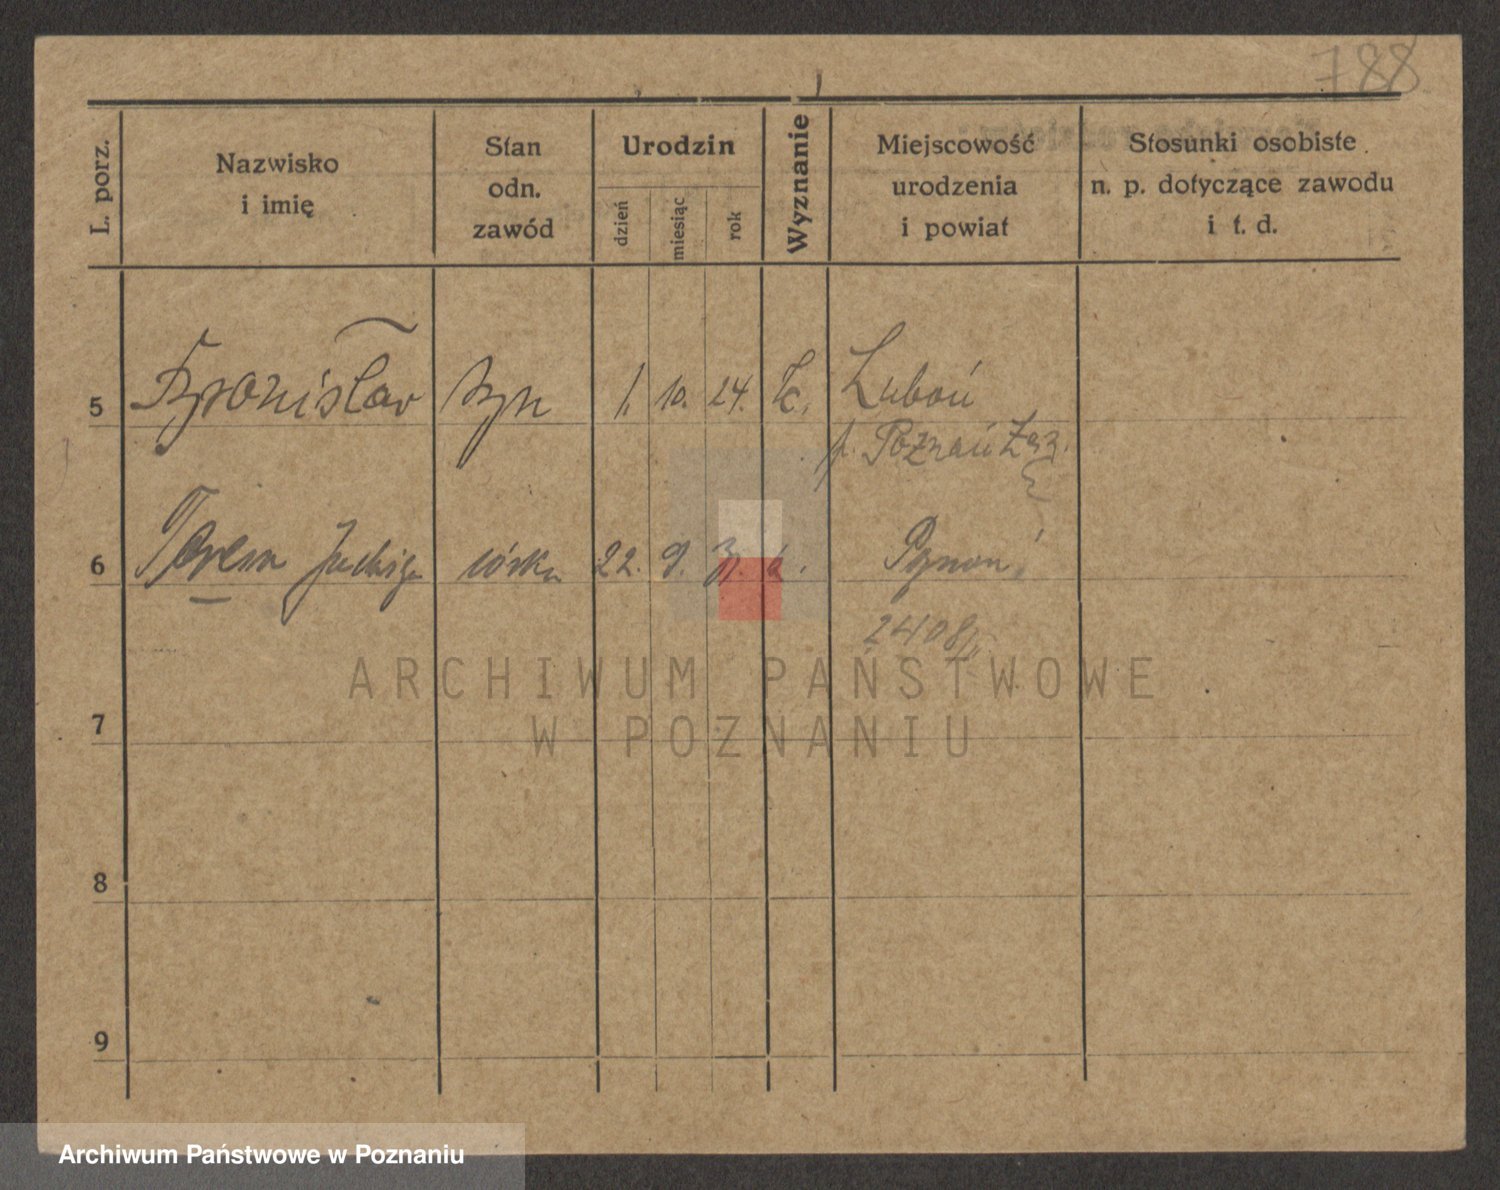 788
L. porz.
Nazwisko
i imię
Stan
odn.
zawód
Urodzin
dzień
miesiąc
rok
Wyznanie
Miejscowość
urodzenia
i powiat
Stosunki osobiste
n. p. dotyczące zawodu
i t. d.
5 Bronisław syn 1. 10. 24. k. Luboń
p. Poznań
6 Teresa Jadwiga córka 22. 9. k. Poznań
7
8
9
ARCHIWUM PAŃSTWOWE
W POZNANIU
Archiwum Państwowe w Poznaniu